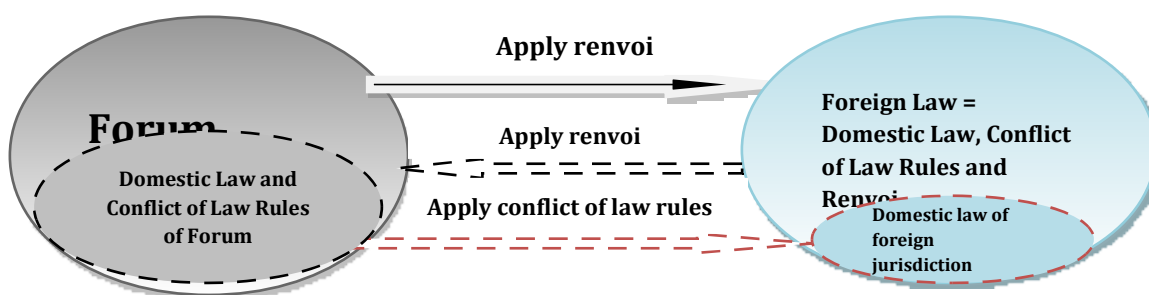 Apply renvoi
Forum
Foreign Law =
Domestic Law, Conflict
of Law Rules and
Renvoi
Apply renvoi
Domestic Law and
Conflict of Law Rules
of Forum
Apply conflict of law rules
Domestic law of
foreign
jurisdiction